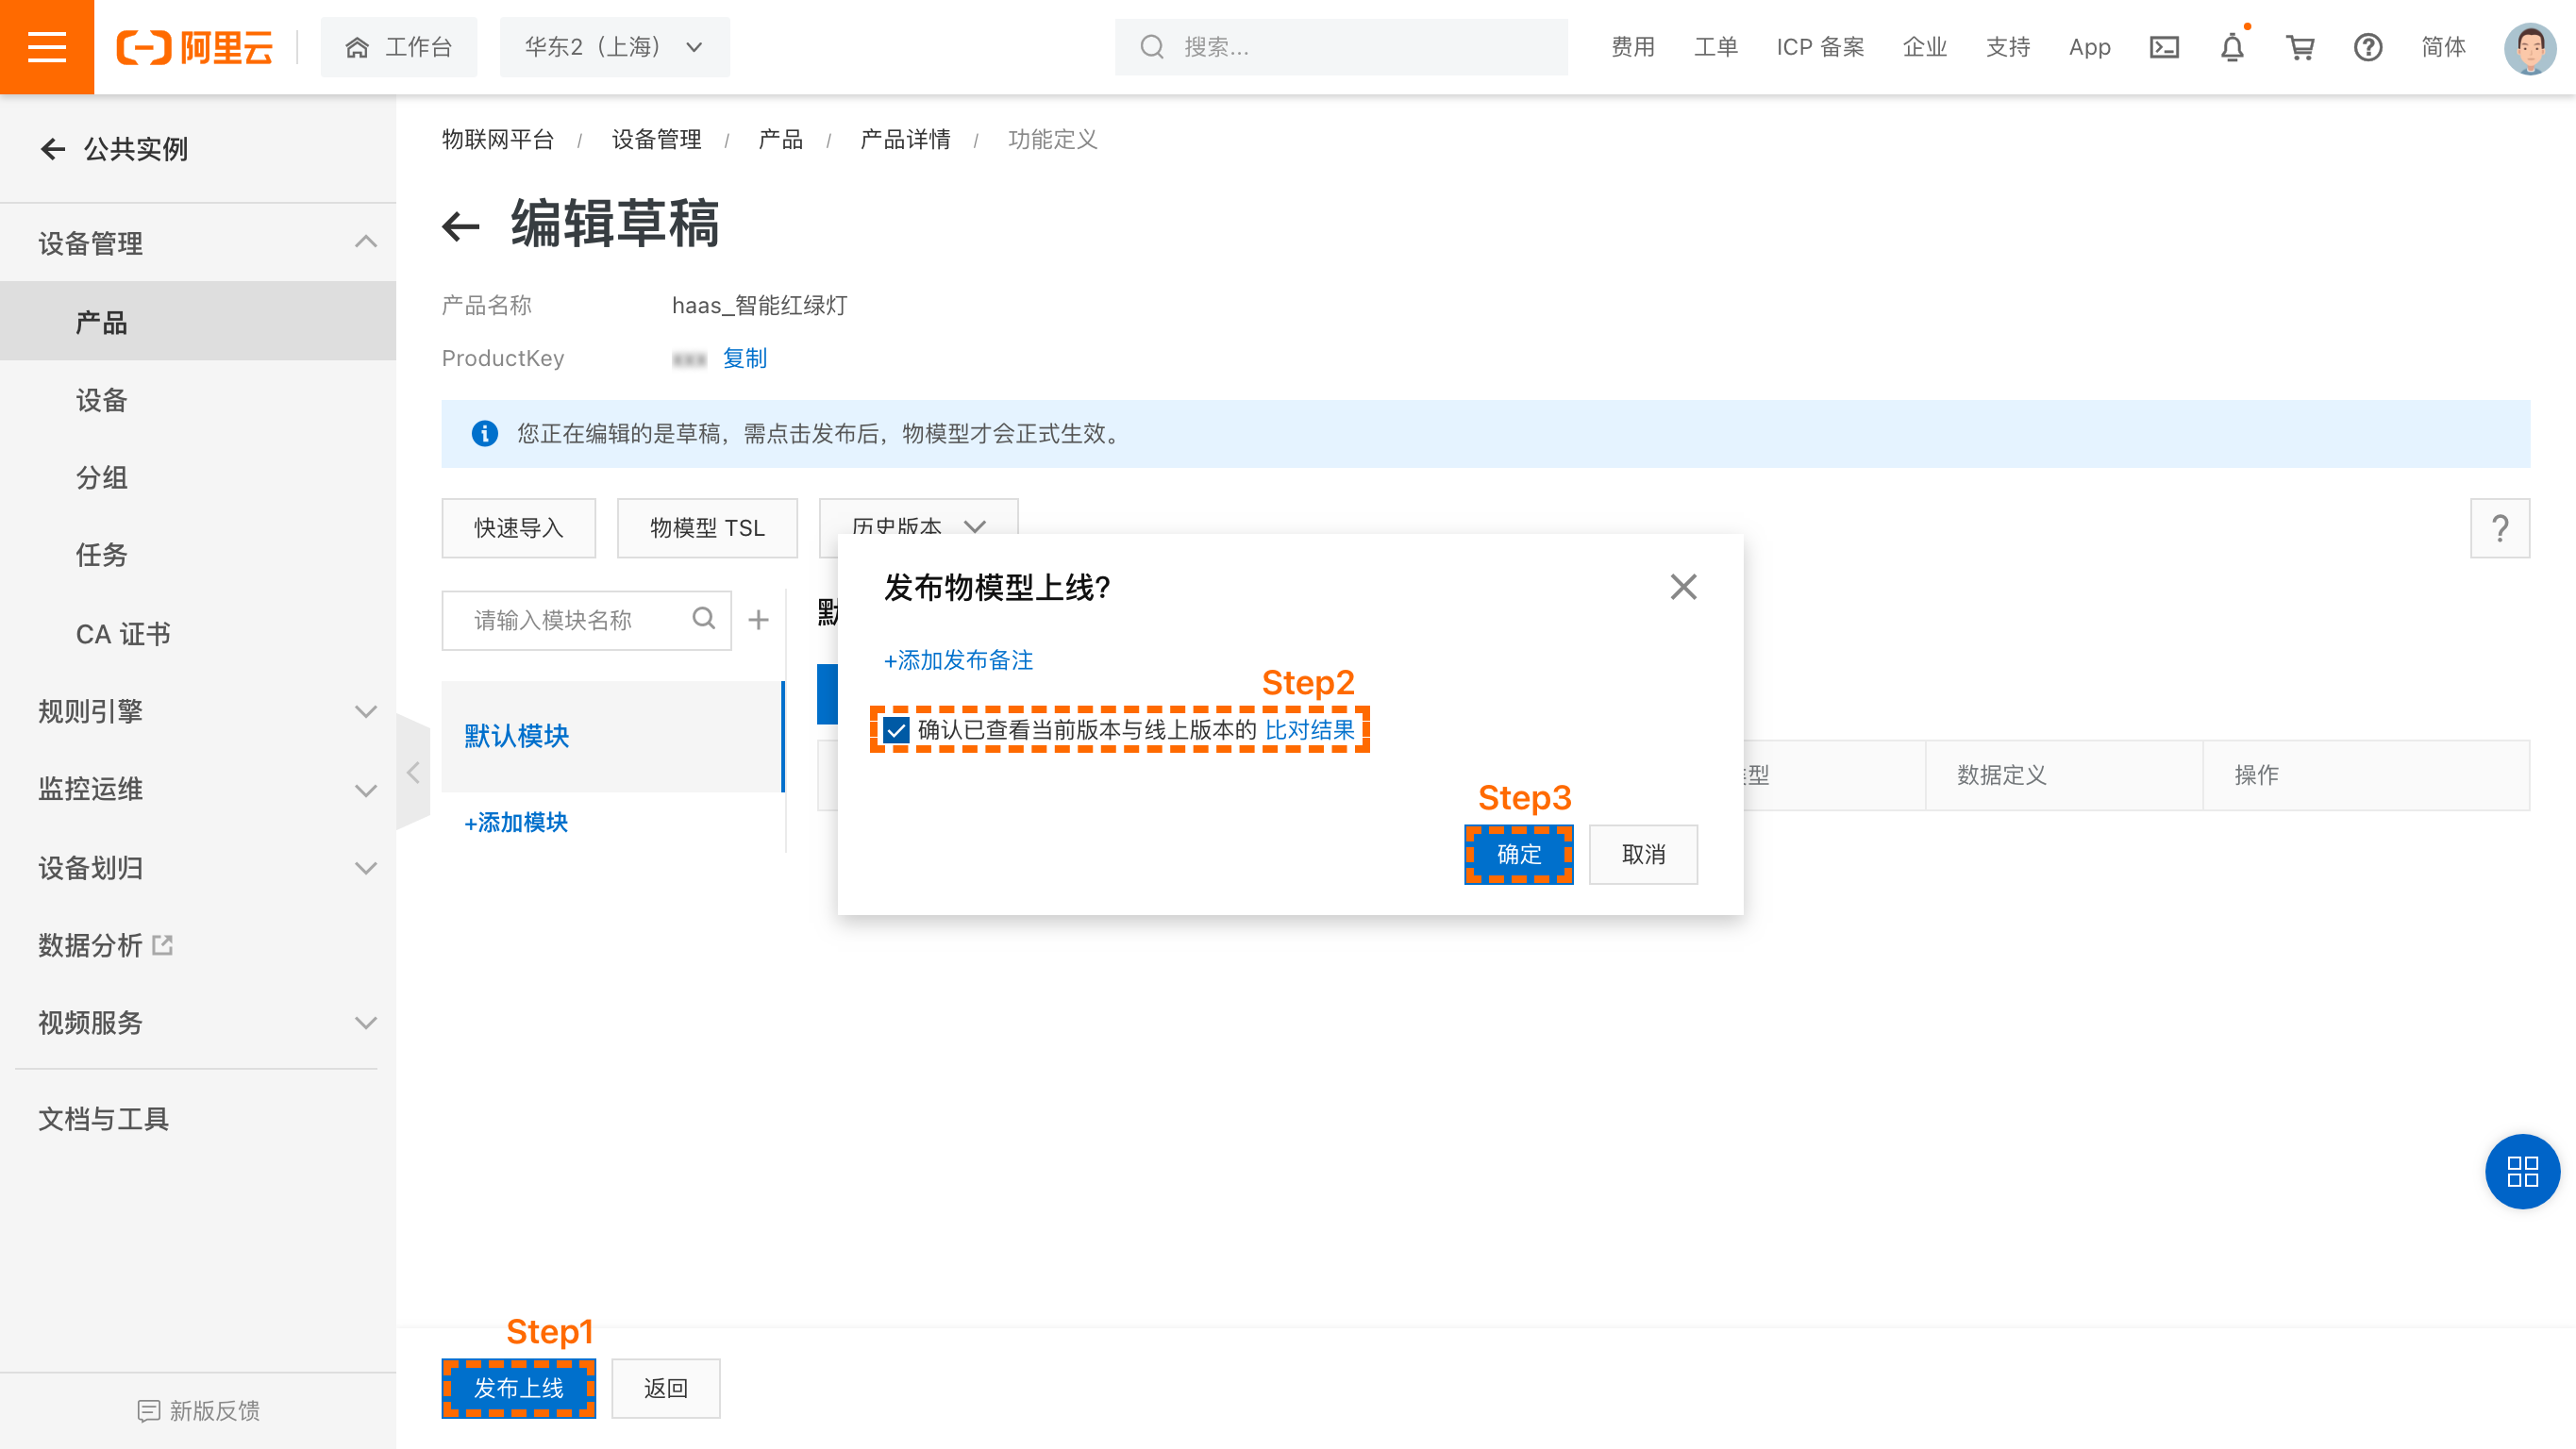 阿里云
工作台
华东2（上海）
搜索...
费用
工单
ICP 备案
企业
支持
App
简体
公共实例
设备管理
产品
设备
分组
任务
CA 证书
规则引擎
监控运维
设备划归
数据分析
视频服务
文档与工具
新版反馈
物联网平台 / 设备管理 / 产品 / 产品详情 / 功能定义
编辑草稿
产品名称 haas_智能红绿灯
ProductKey 复制
您正在编辑的是草稿，需点击发布后，物模型才会正式生效。
快速导入
物模型 TSL
历史版本
?
请输入模块名称
默认模块
+添加模块
默
型
数据定义
操作
发布物模型上线?
+添加发布备注
Step2
确认已查看当前版本与线上版本的 比对结果
Step3
确定
取消
Step1
发布上线
返回